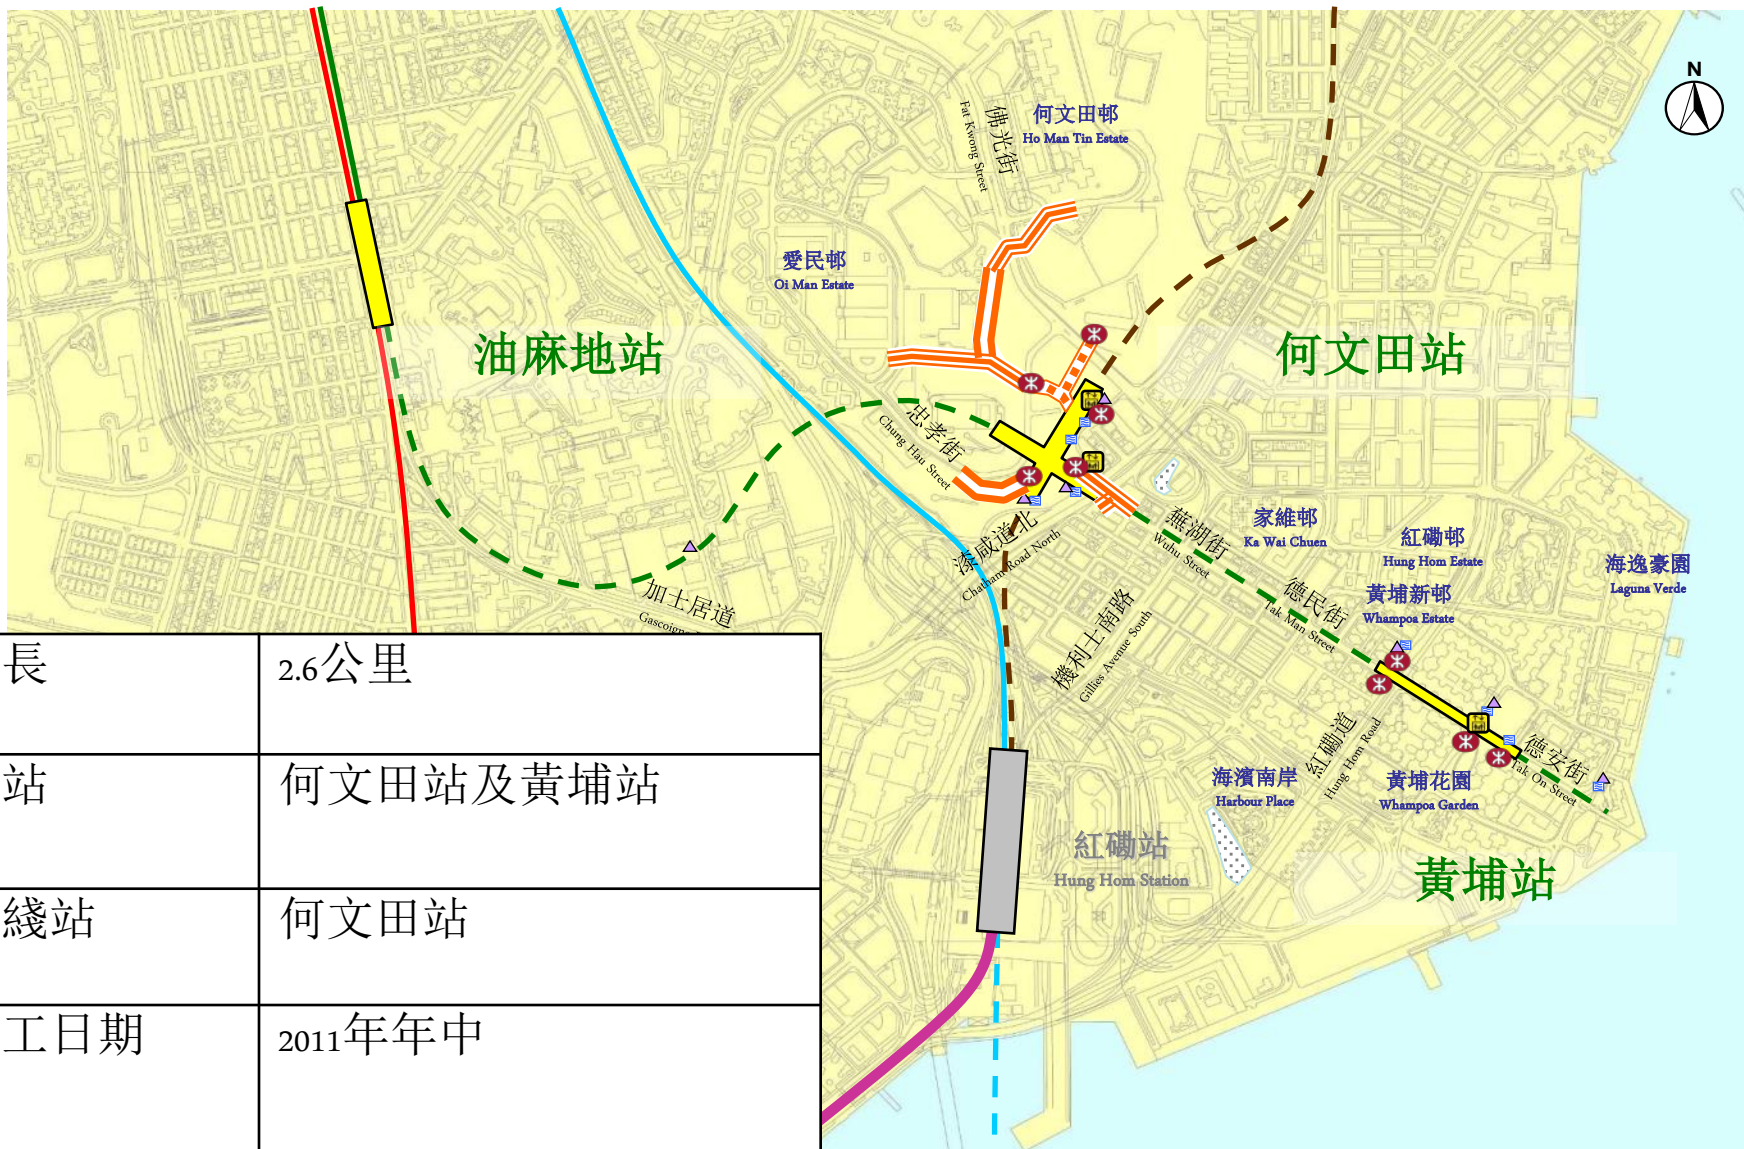 N
何文田邨
Ho Man Tin Estate
佛光街
Fat Kwong Street
愛民邨
Oi Man Estate
油麻地站
何文田站
忠孝街
Chung Hau Street
漆咸道北
Chatham Road North
蕪湖街
Wuhu Street
家維邨
Ka Wai Chuen
紅磡邨
Hung Hom Estate
海逸豪園
Laguna Verde
加士居道
德民街
Tak Man Street
黃埔新邨
Whampoa Estate
機利士南路
Gillies Avenue South
紅磡道
Hung Hom Road
德安街
Tak On Street
海濱南岸
Harbour Place
黃埔花園
Whampoa Garden
紅磡站
Hung Hom Station
黃埔站
長 2.6公里
站 何文田站及黃埔站
綫站 何文田站
工日期 2011年年中